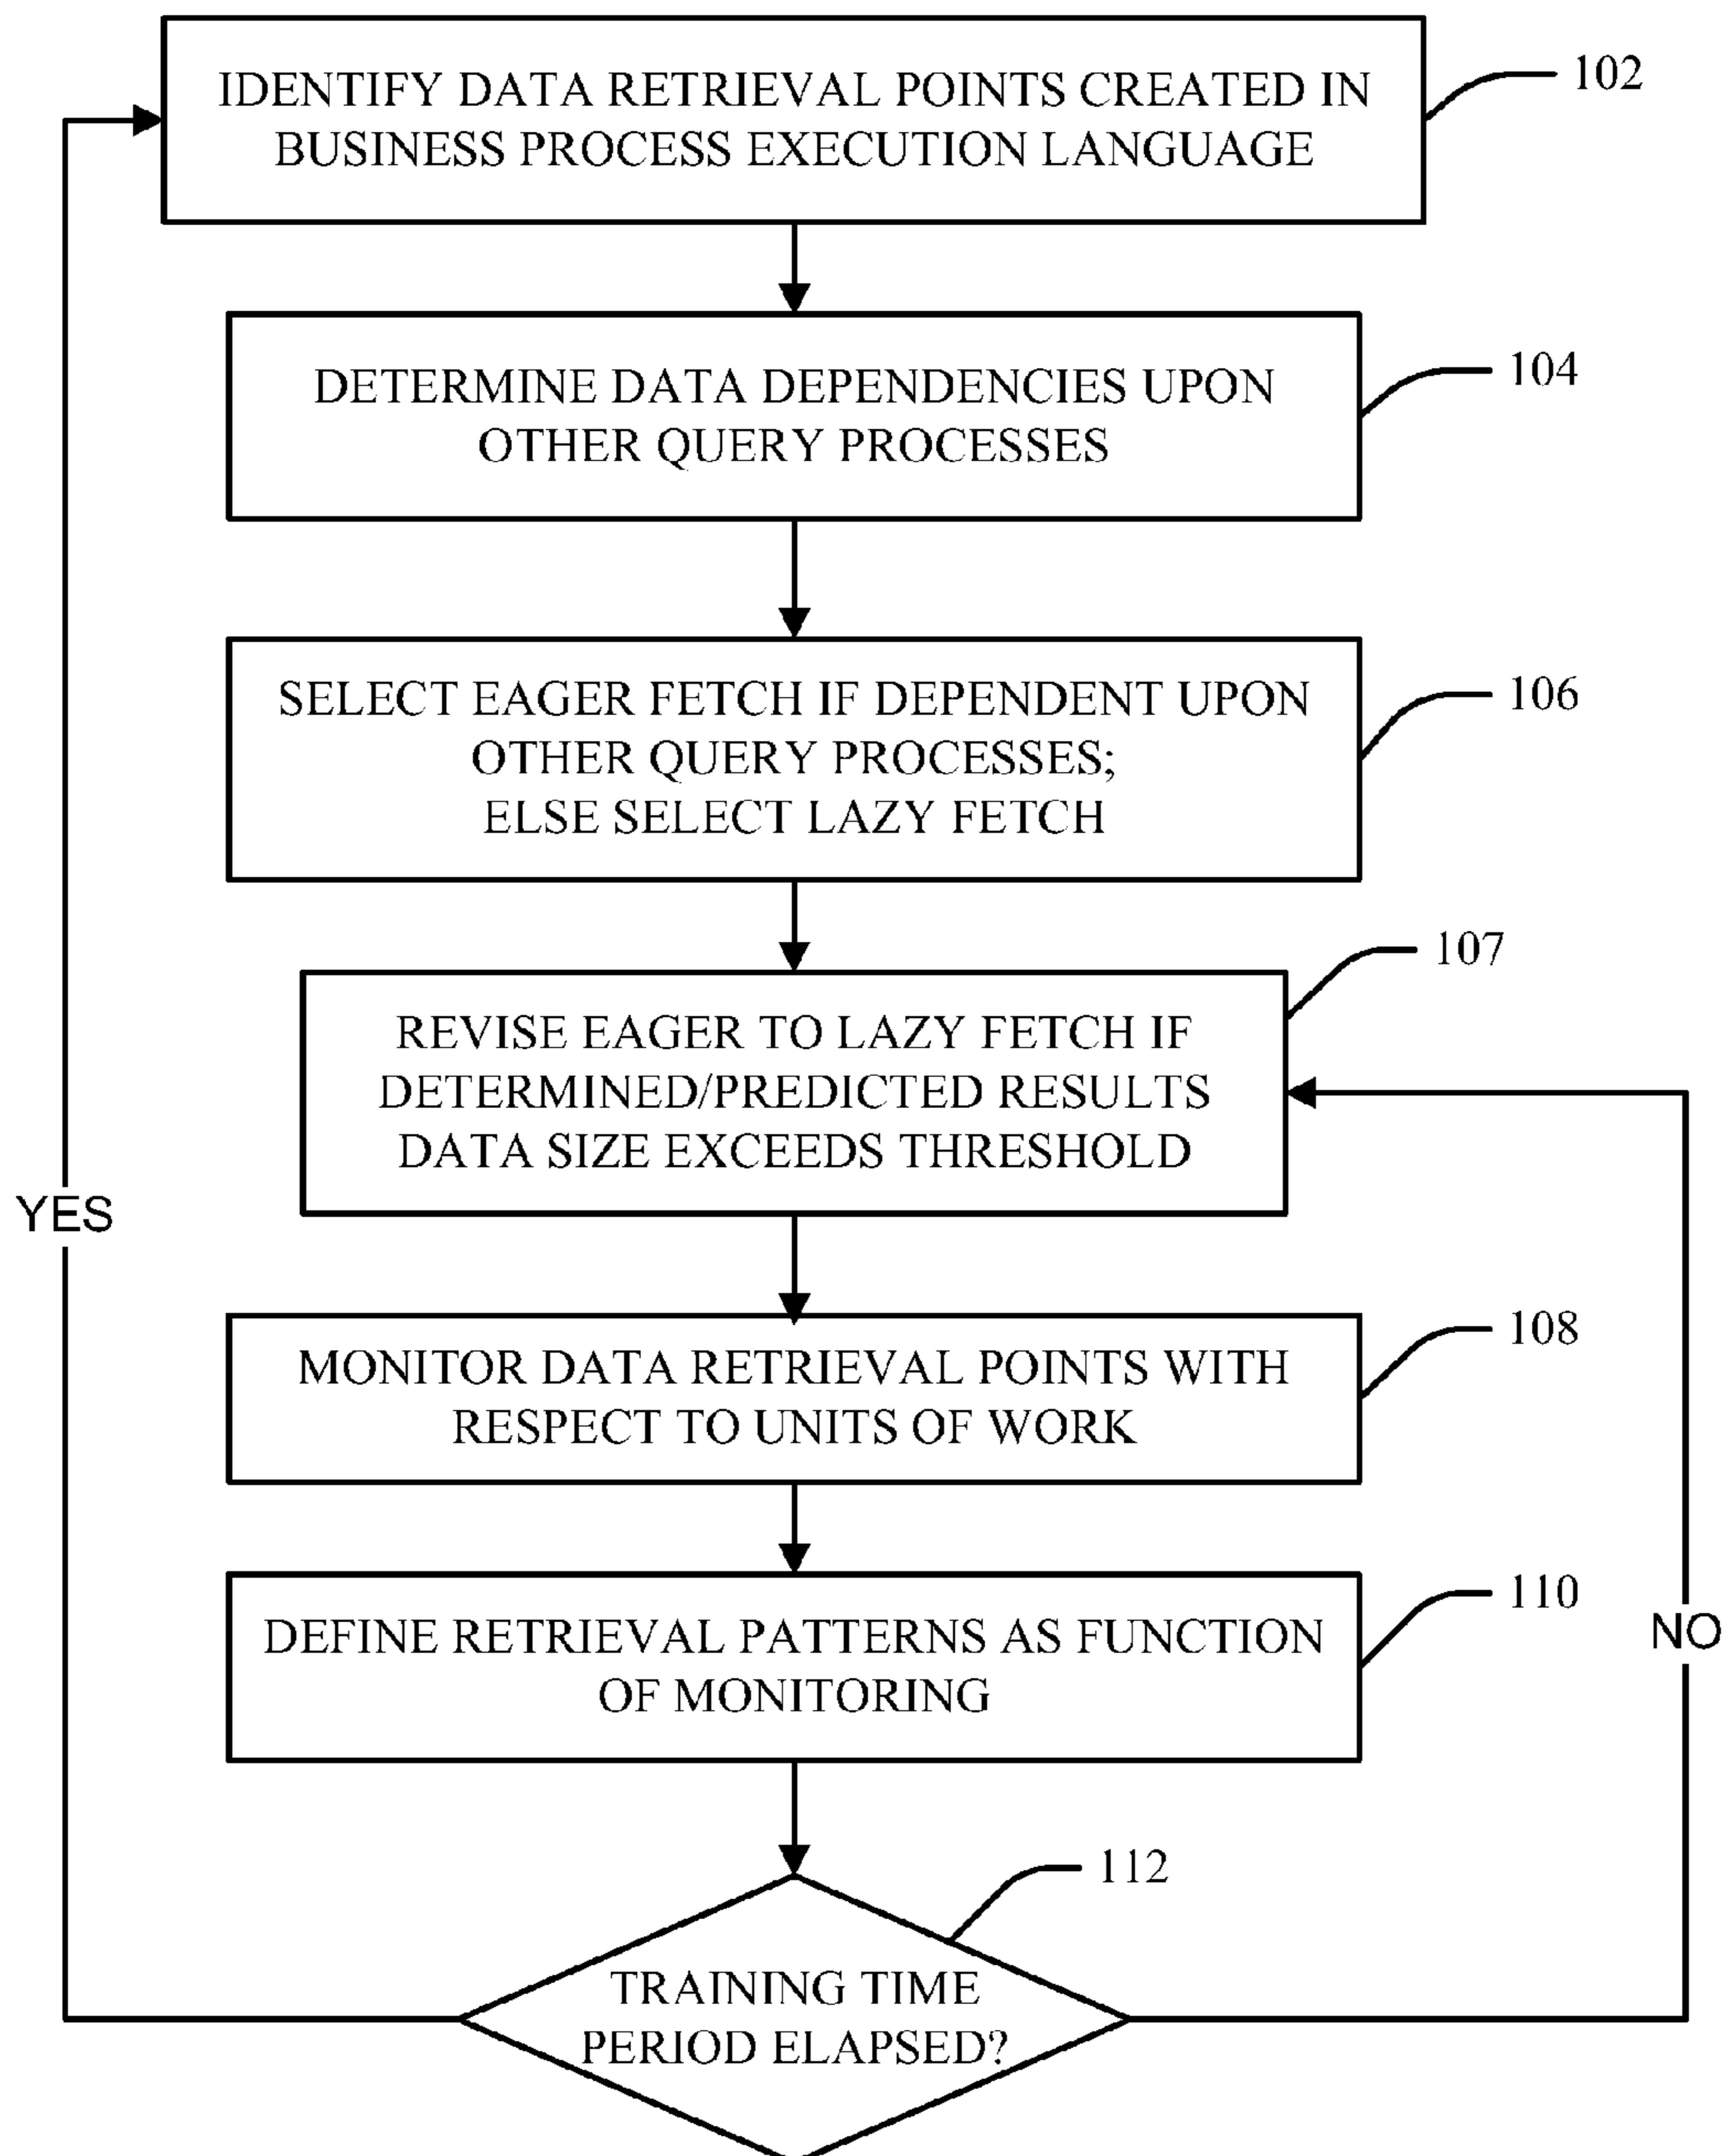 IDENTIFY DATA RETRIEVAL POINTS CREATED IN
BUSINESS PROCESS EXECUTION LANGUAGE
102
DETERMINE DATA DEPENDENCIES UPON
OTHER QUERY PROCESSES
104
SELECT EAGER FETCH IF DEPENDENT UPON
OTHER QUERY PROCESSES;
ELSE SELECT LAZY FETCH
106
REVISE EAGER TO LAZY FETCH IF
DETERMINED/PREDICTED RESULTS
DATA SIZE EXCEEDS THRESHOLD
107
YES
MONITOR DATA RETRIEVAL POINTS WITH
RESPECT TO UNITS OF WORK
108
DEFINE RETRIEVAL PATTERNS AS FUNCTION
OF MONITORING
110
NO
TRAINING TIME
PERIOD ELAPSED?
112